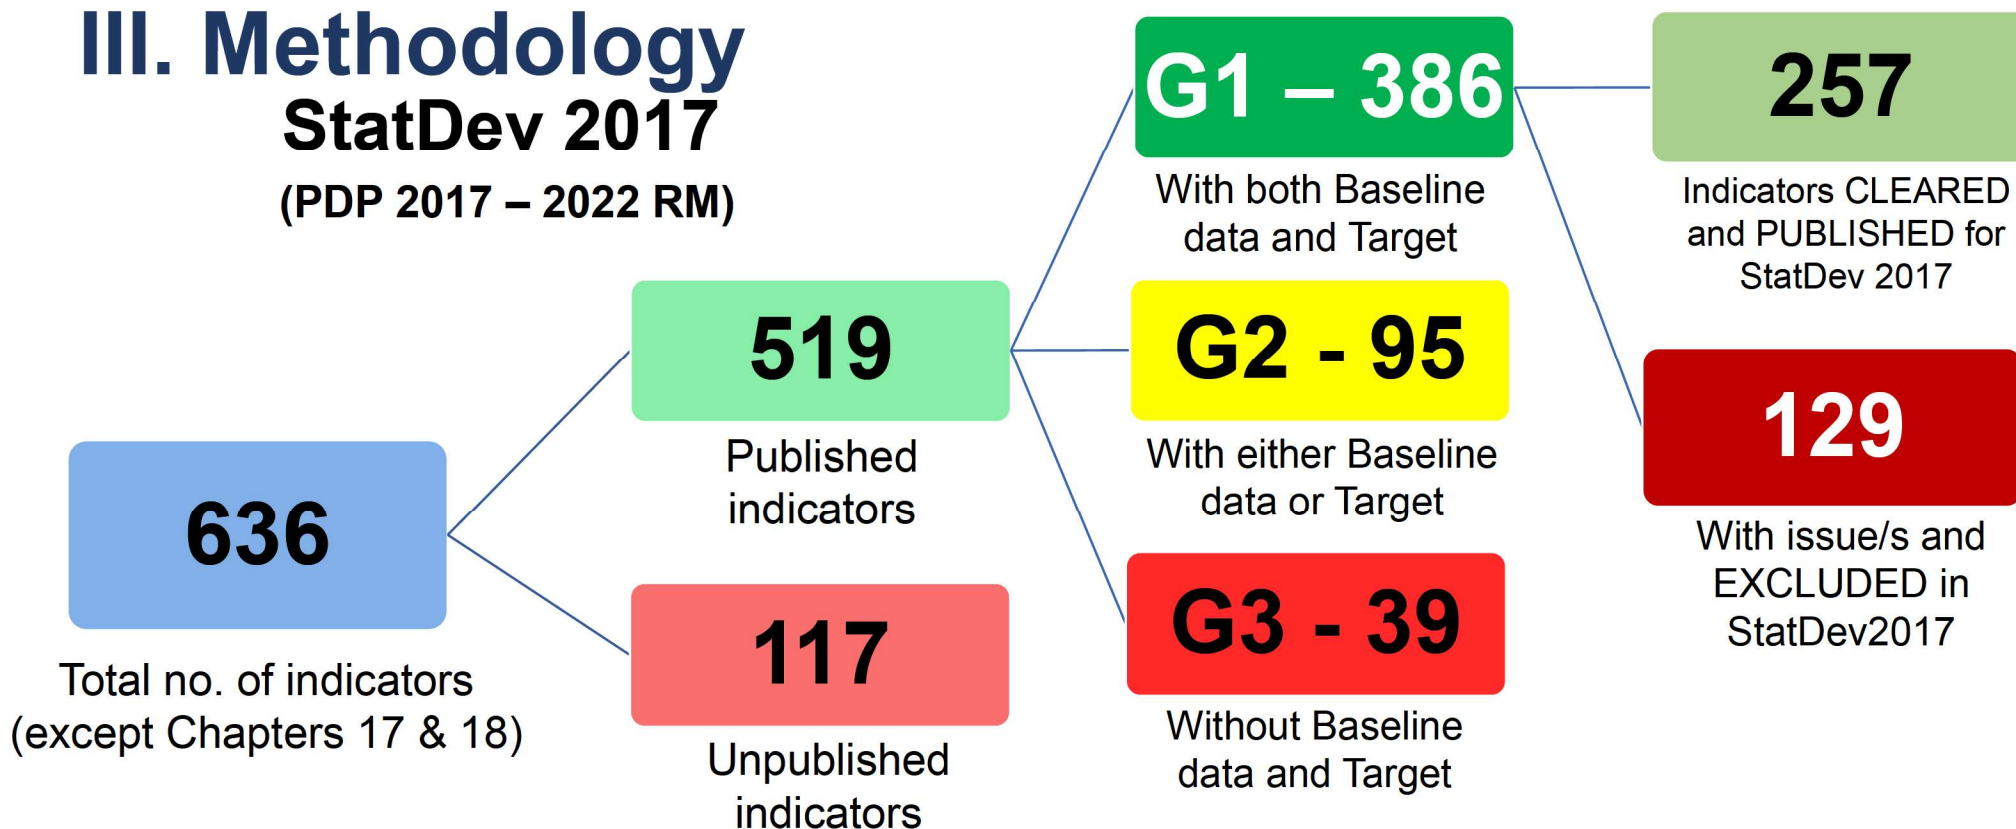 III. Methodology
StatDev 2017
(PDP 2017 – 2022 RM)
636
Total no. of indicators
(except Chapters 17 & 18)
519
Published
indicators
117
Unpublished
indicators
G1 – 386
With both Baseline
data and Target
G2 - 95
With either Baseline
data or Target
G3 - 39
Without Baseline
data and Target
257
Indicators CLEARED
and PUBLISHED for
StatDev 2017
129
With issue/s and
EXCLUDED in
StatDev2017